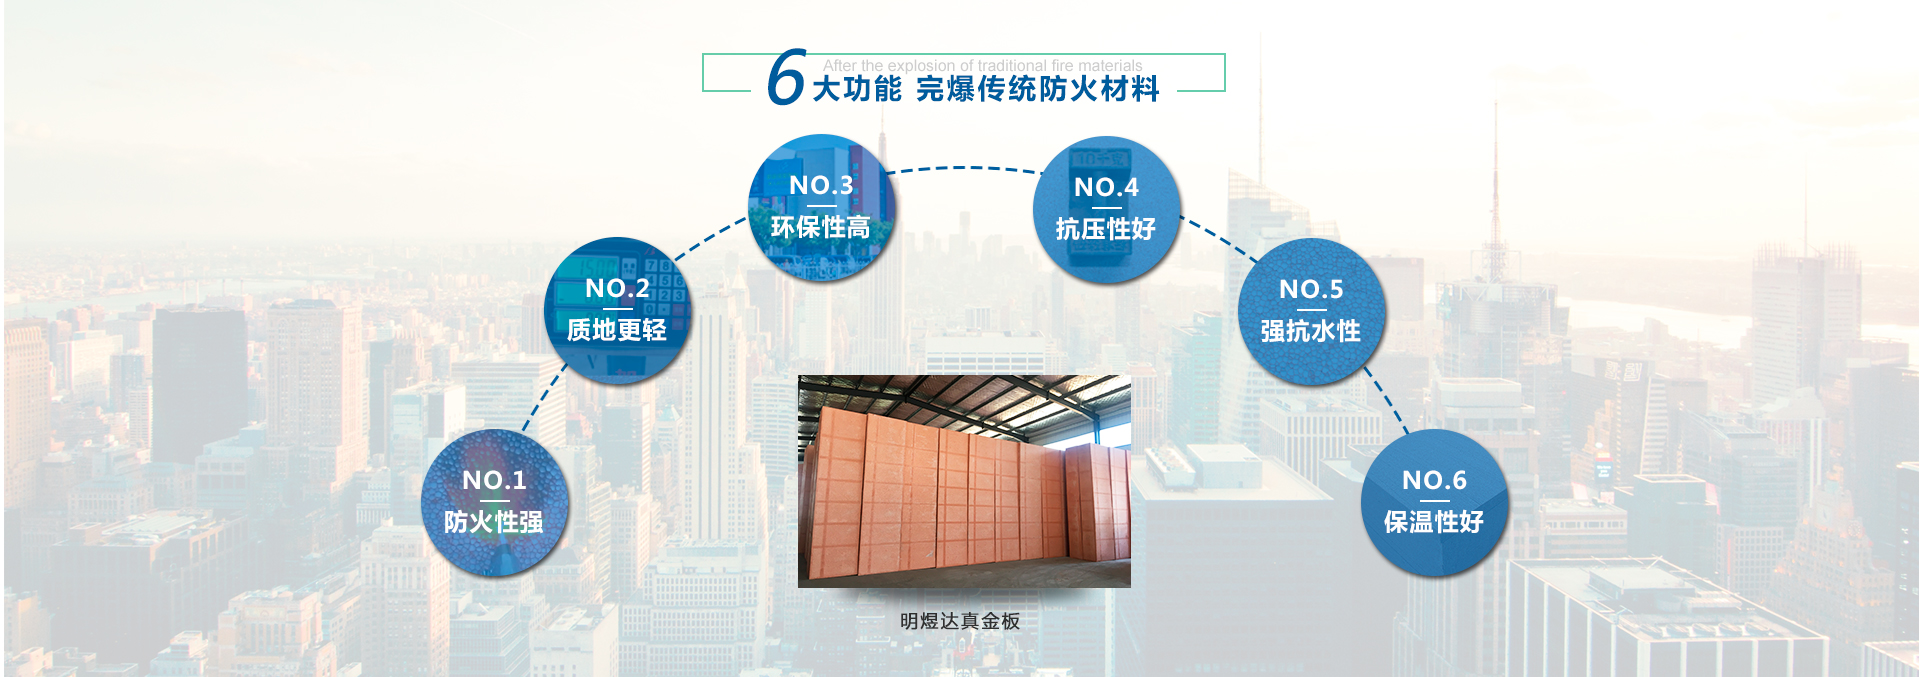 After the explosion of traditional fire materials
6大功能 完爆传统防火材料
NO.1
防火性强
NO.2
质地更轻
NO.3
环保性高
NO.4
抗压性好
NO.5
强抗水性
NO.6
保温性好
明煜达真金板